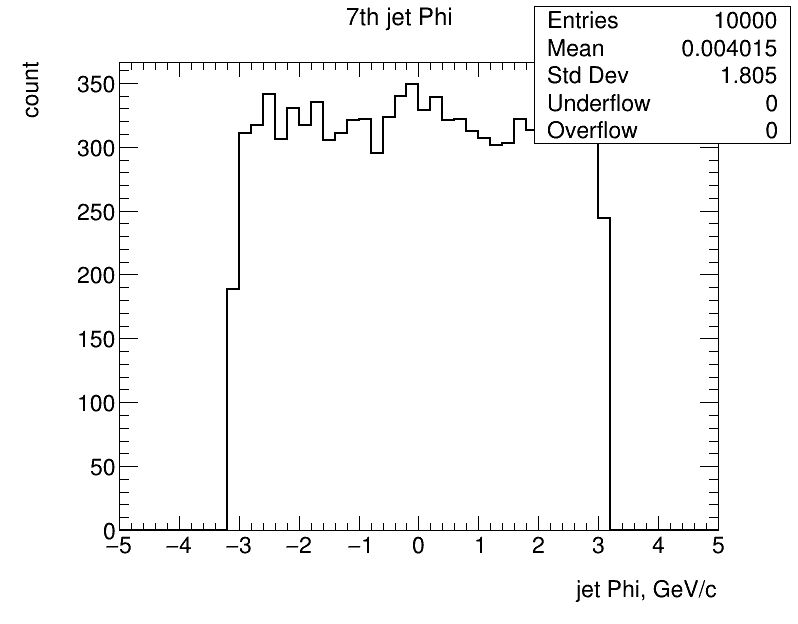 7th jet Phi
Entries 10000
Mean 0.004015
Std Dev 1.805
Underflow 0
Overflow 0
count
350
300
250
200
150
100
50
0
−5 −4 −3 −2 −1 0 1 2 3 4 5
jet Phi, GeV/c